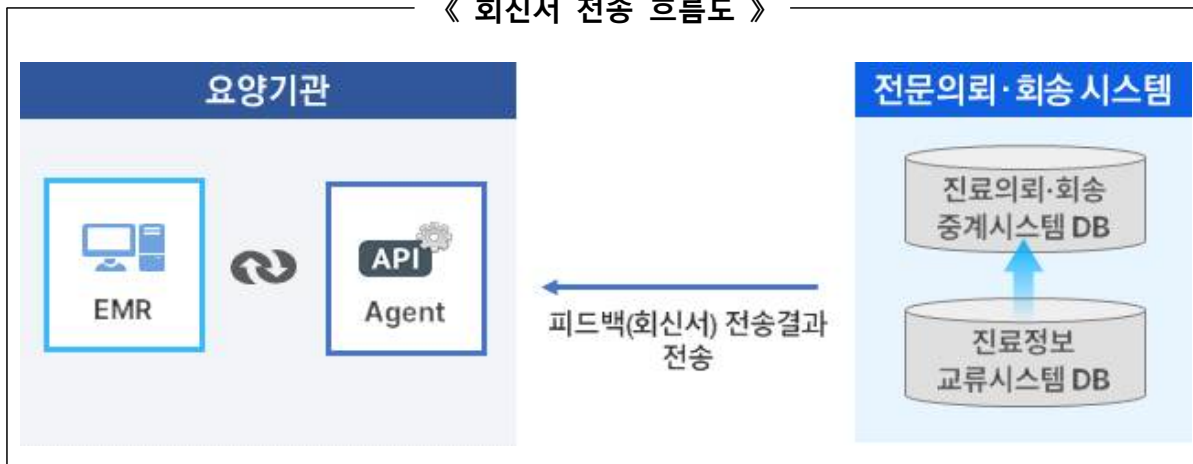 《 회신서 전송 흐름도 》
요양기관
전문의뢰·회송 시스템
EMR
API
Agent
피드백(회신서) 전송결과
전송
진료의뢰·회송
중계시스템 DB
진료정보
교류시스템 DB